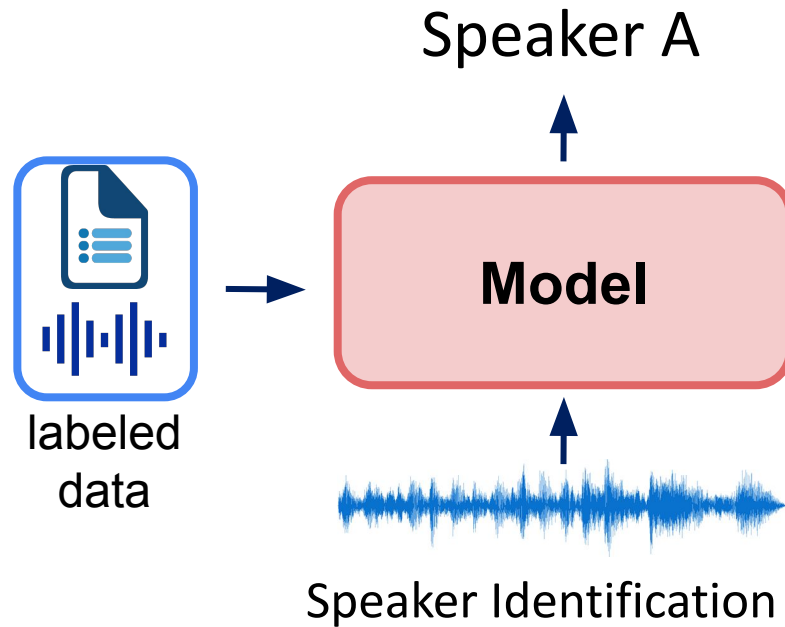 Speaker A
Model
labeled
data
Speaker Identification